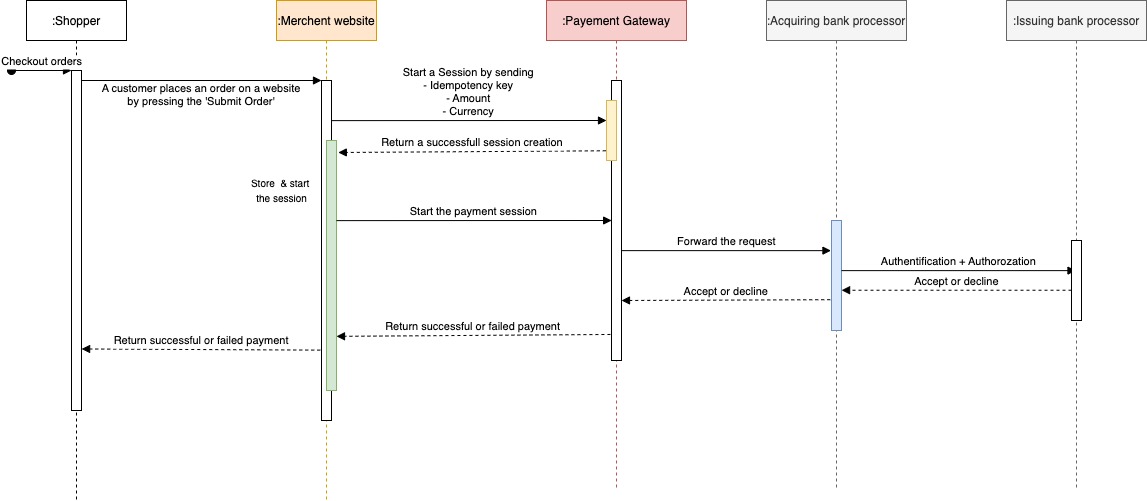 :Shopper
:Merchent website
:Payement Gateway
:Acquiring bank processor
:Issuing bank processor
Checkout orders
A customer places an order on a website
by pressing the 'Submit Order'
Start a Session by sending
- Idempotency key
- Amount
- Currency
Return a successfull session creation
Store & start
the session
Start the payment session
Forward the request
Authentification + Authorozation
Accept or decline
Accept or decline
Return successful or failed payment
Return successful or failed payment